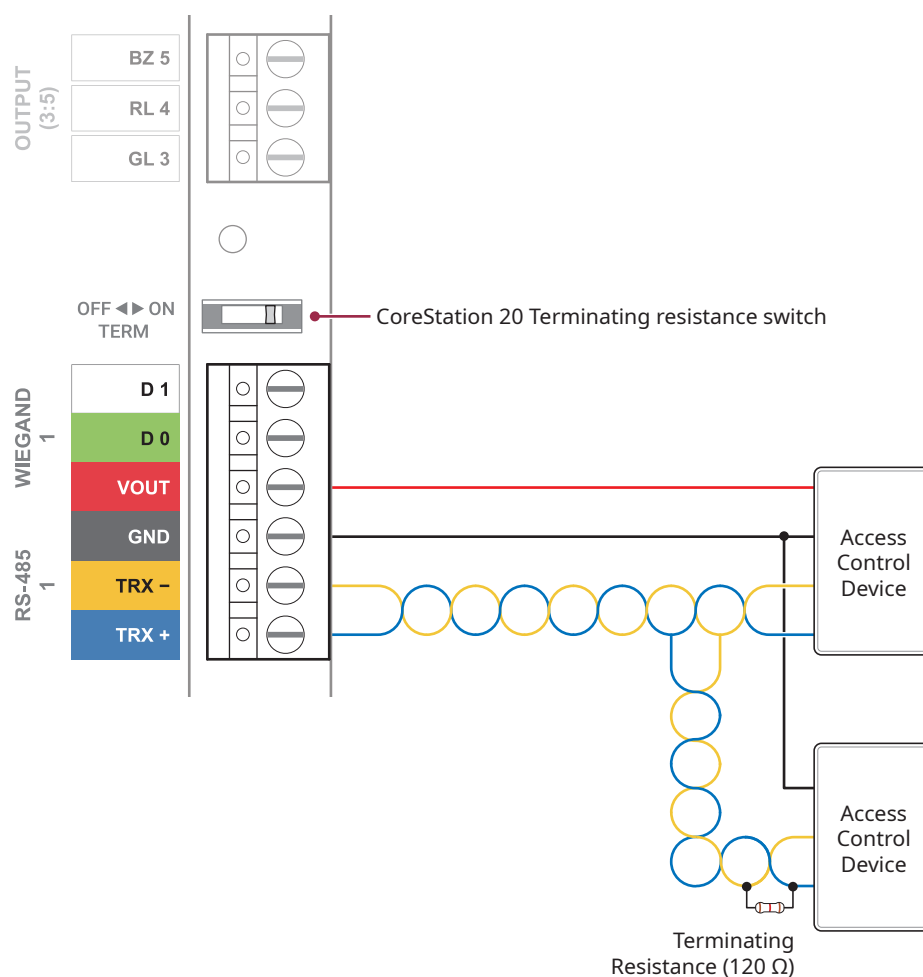 OUTPUT
(3:5)
BZ 5
RL 4
GL 3
OFF ◄► ON
TERM
CoreStation 20 Terminating resistance switch
WIEGAND
1
D 1
D 0
VOUT
GND
RS-485
1
TRX −
TRX +
Access
Control
Device
Access
Control
Device
Terminating
Resistance (120 Ω)